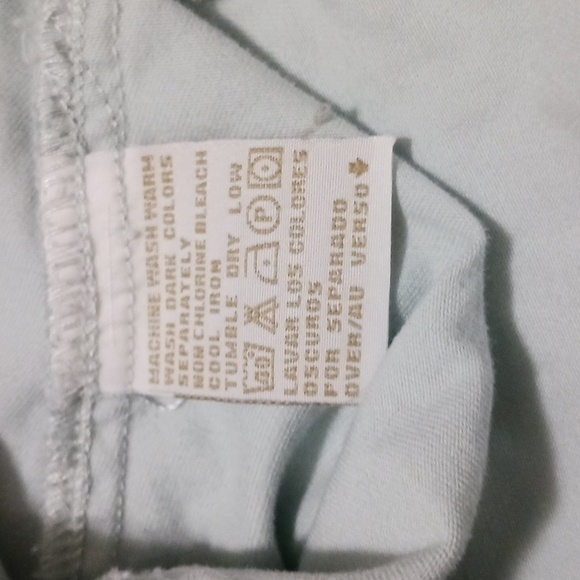 MACHINE WASH WARM
WASH DARK COLORS
SEPARATELY
NON CHLORINE BLEACH
COOL IRON
TUMBLE DRY LOW
40 P
LAVAR LOS COLORES
OSCUROS
POR SEPARADO
OVER/AU VERSO